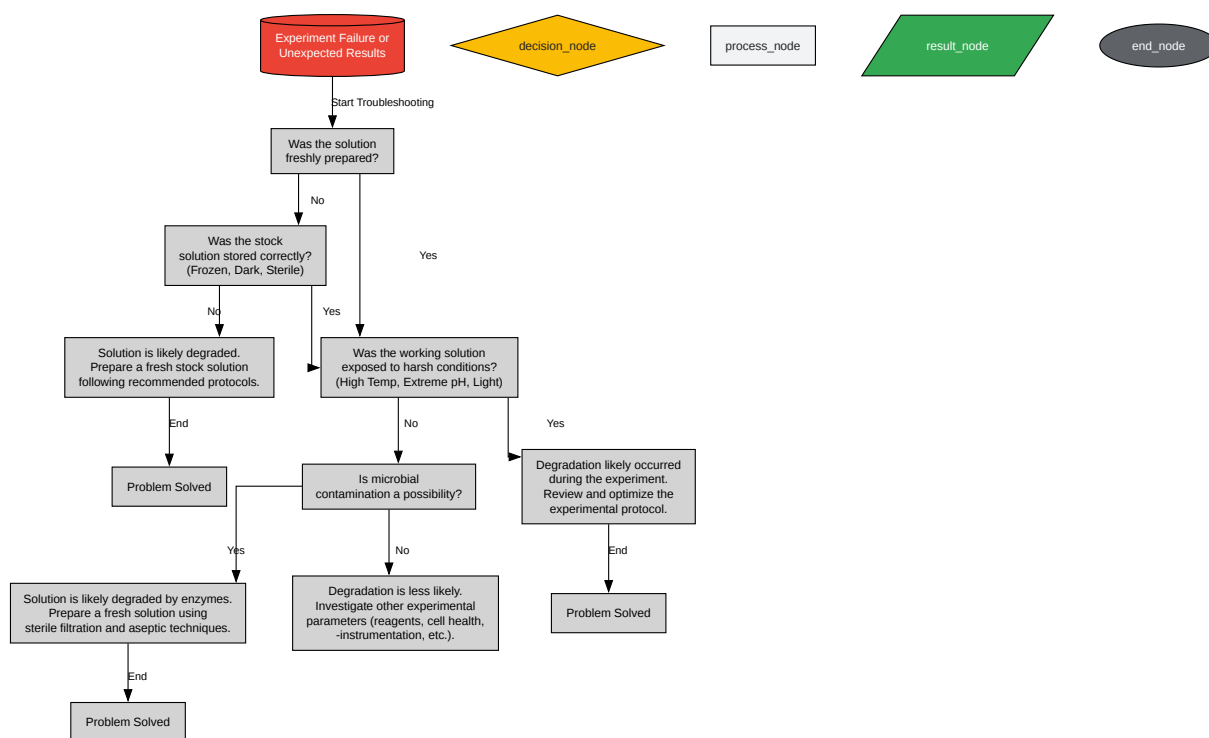 Experiment Failure or
Unexpected Results
decision_node
process_node
result_node
end_node
Start Troubleshooting
Was the solution
freshly prepared?
No
Yes
Was the stock
solution stored correctly?
(Frozen, Dark, Sterile)
No
Yes
Solution is likely degraded.
Prepare a fresh stock solution
following recommended protocols.
Was the working solution
exposed to harsh conditions?
(High Temp, Extreme pH, Light)
End
No
Yes
Problem Solved
Is microbial
contamination a possibility?
Degradation likely occurred
during the experiment.
Review and optimize the
experimental protocol.
Yes
No
End
Solution is likely degraded by enzymes.
Prepare a fresh solution using
sterile filtration and aseptic techniques.
Degradation is less likely.
Investigate other experimental
parameters (reagents, cell health,
-instrumentation, etc.).
Problem Solved
End
Problem Solved